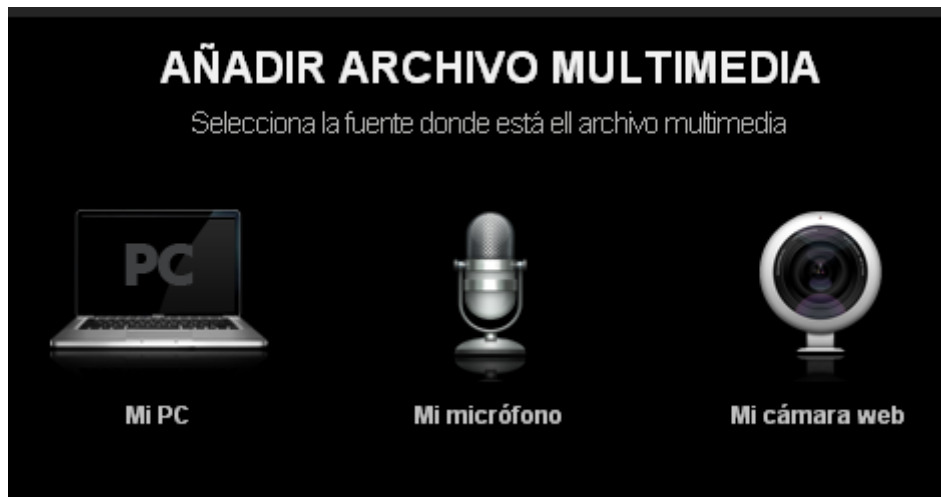 AÑADIR ARCHIVO MULTIMEDIA
Selecciona la fuente donde está ell archivo multimedia
PC
Mi PC
Mi micrófono
Mi cámara web